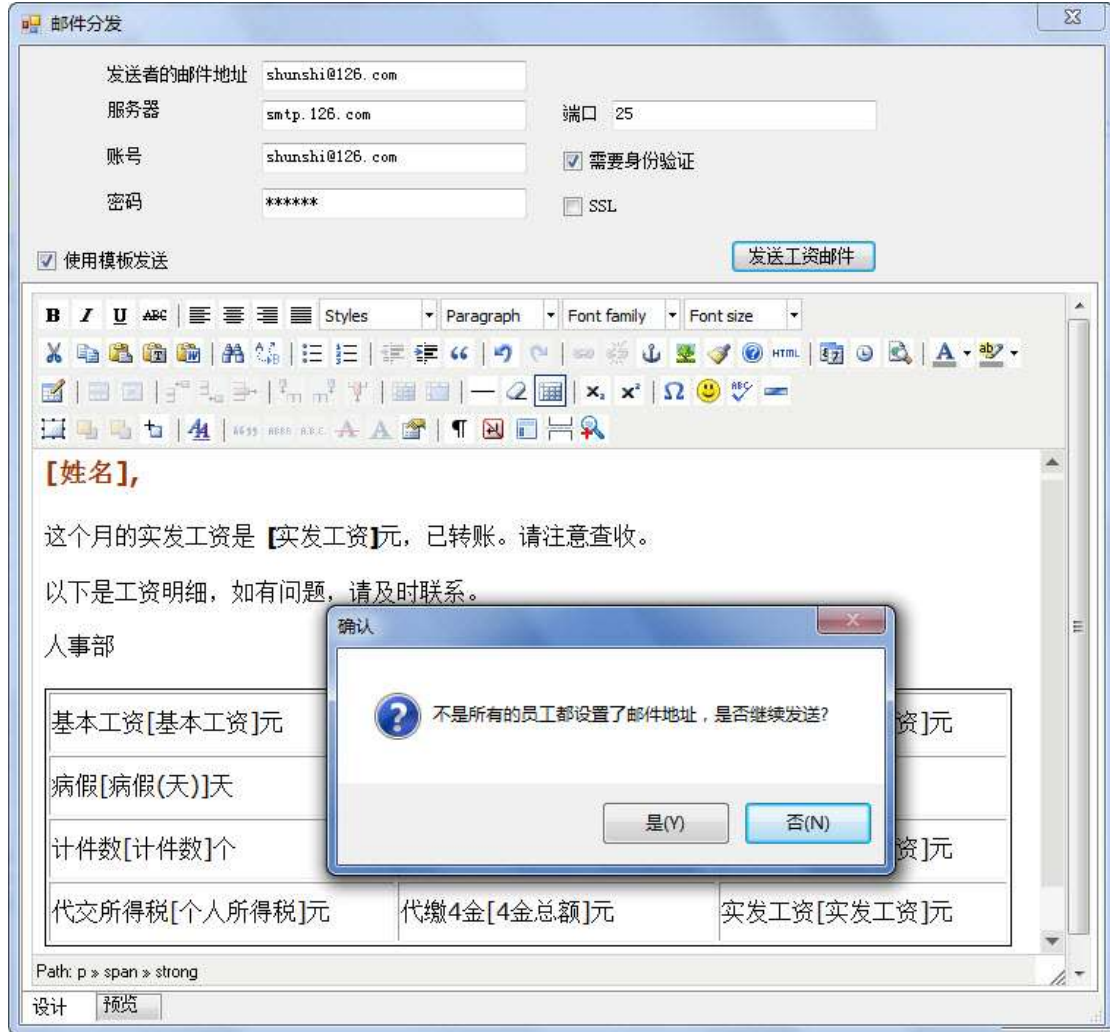 邮件分发
发送者的邮件地址 shunshi@126.com
服务器 smtp.126.com 端口 25
账号 shunshi@126.com 需要身份验证
密码 ****** SSL
使用模板发送 发送工资邮件
B I U ABC Styles Paragraph Font family Font size
HTML A ab
ABC
[姓名],
这个月的实发工资是 [实发工资]元，已转账。请注意查收。
以下是工资明细，如有问题，请及时联系。
人事部
确认
不是所有的员工都设置了邮件地址，是否继续发送?
是(Y) 否(N)
基本工资[基本工资]元 资]元
病假[病假(天)]天
计件数[计件数]个 资]元
代交所得税[个人所得税]元 代缴4金[4金总额]元 实发工资[实发工资]元
Path: p » span » strong
设计 预览